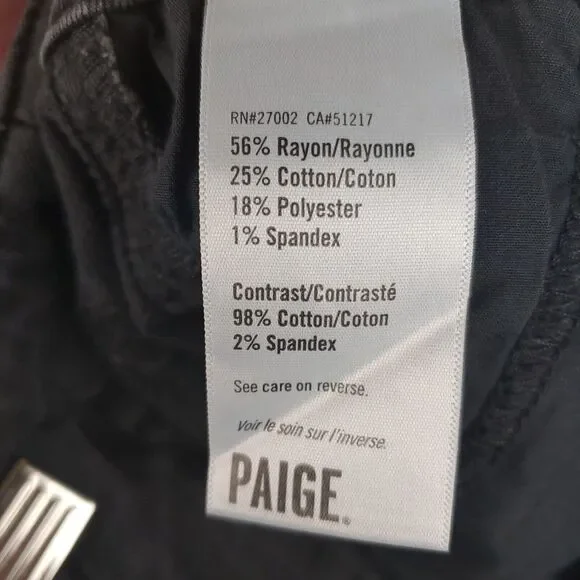 RN#27002 CA#51217
56% Rayon/Rayonne
25% Cotton/Coton
18% Polyester
1% Spandex
Contrast/Contrasté
98% Cotton/Coton
2% Spandex
See care on reverse.
Voir le soin sur l'inverse.
PAIGE®